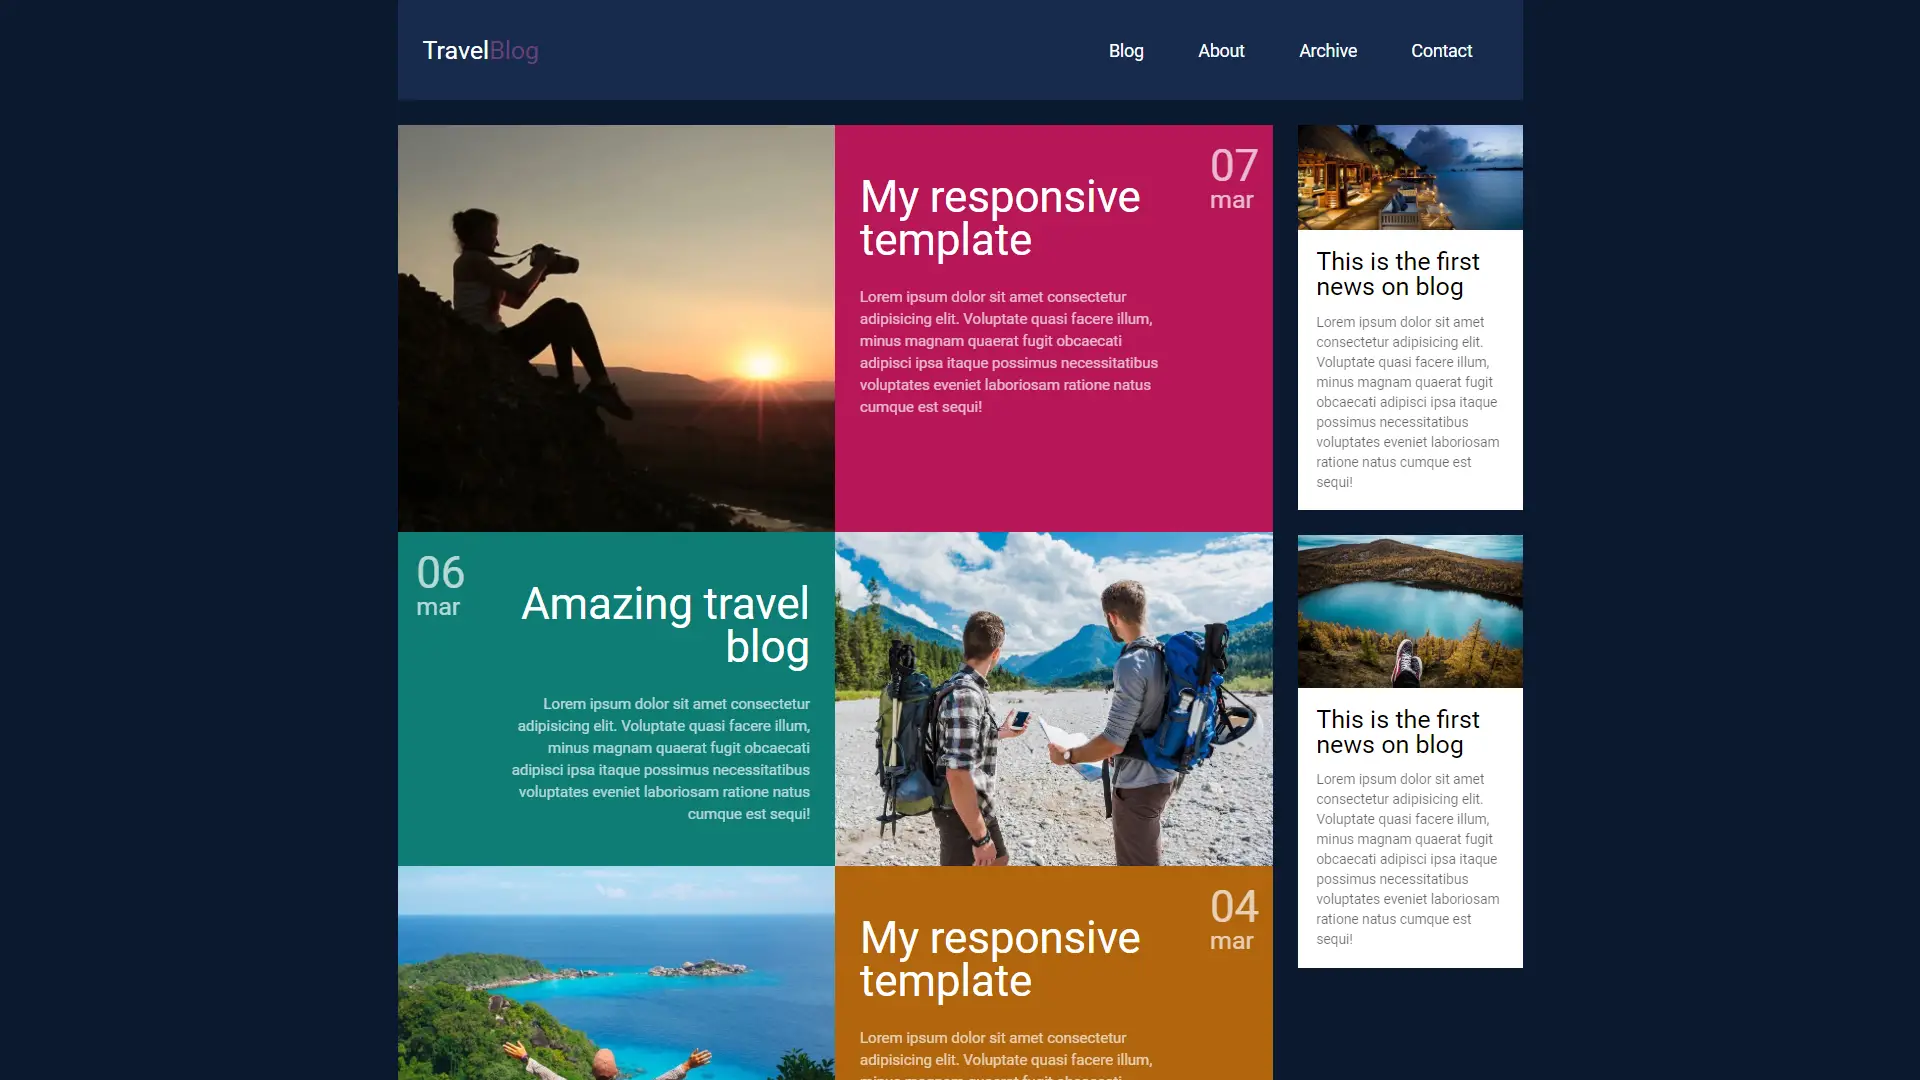 TravelBlog
Blog
About
Archive
Contact
07
mar
My responsive
template
Lorem ipsum dolor sit amet consectetur
adipisicing elit. Voluptate quasi facere illum,
minus magnam quaerat fugit obcaecati
adipisci ipsa itaque possimus necessitatibus
voluptates eveniet laboriosam ratione natus
cumque est sequi!
06
mar
Amazing travel
blog
Lorem ipsum dolor sit amet consectetur
adipisicing elit. Voluptate quasi facere illum,
minus magnam quaerat fugit obcaecati
adipisci ipsa itaque possimus necessitatibus
voluptates eveniet laboriosam ratione natus
cumque est sequi!
04
mar
My responsive
template
Lorem ipsum dolor sit amet consectetur
adipisicing elit. Voluptate quasi facere illum,
minus magnam quaerat fugit obcaecati
This is the first
news on blog
Lorem ipsum dolor sit amet
consectetur adipisicing elit.
Voluptate quasi facere illum,
minus magnam quaerat fugit
obcaecati adipisci ipsa itaque
possimus necessitatibus
voluptates eveniet laboriosam
ratione natus cumque est
sequi!
This is the first
news on blog
Lorem ipsum dolor sit amet
consectetur adipisicing elit.
Voluptate quasi facere illum,
minus magnam quaerat fugit
obcaecati adipisci ipsa itaque
possimus necessitatibus
voluptates eveniet laboriosam
ratione natus cumque est
sequi!